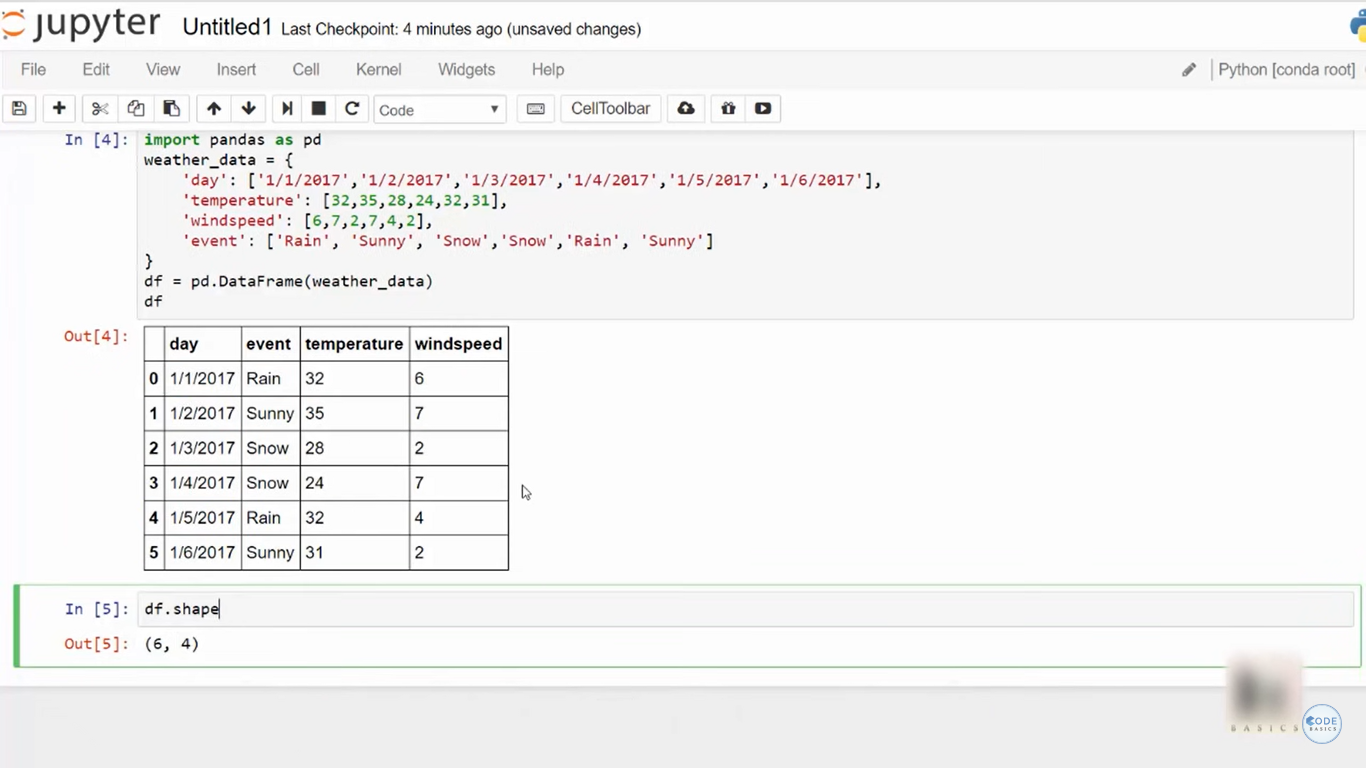 jupyter Untitled1 Last Checkpoint: 4 minutes ago (unsaved changes)
File Edit View Insert Cell Kernel Widgets Help Python [conda root]
Code CellToolbar
In [4]: import pandas as pd
weather_data = {
'day': ['1/1/2017','1/2/2017','1/3/2017','1/4/2017','1/5/2017','1/6/2017'],
'temperature': [32,35,28,24,32,31],
'windspeed': [6,7,2,7,4,2],
'event': ['Rain', 'Sunny', 'Snow','Snow','Rain', 'Sunny']
}
df = pd.DataFrame(weather_data)
df
Out[4]:
day event temperature windspeed
0 1/1/2017 Rain 32 6
1 1/2/2017 Sunny 35 7
2 1/3/2017 Snow 28 2
3 1/4/2017 Snow 24 7
4 1/5/2017 Rain 32 4
5 1/6/2017 Sunny 31 2
In [5]: df.shape
Out[5]: (6, 4)
BASICS
CODE
BASICS